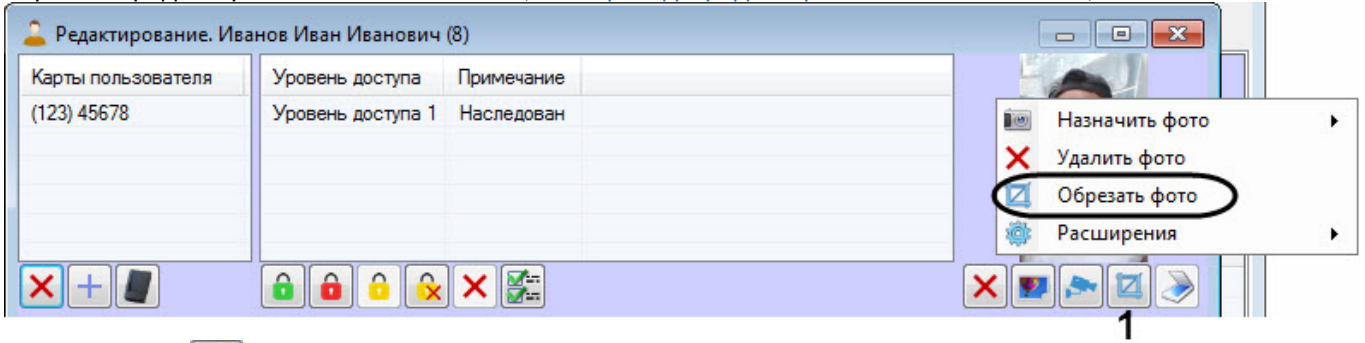 Редактирование. Иванов Иван Иванович (8)
Карты пользователя
Уровень доступа
Примечание
(123) 45678
Уровень доступа 1
Наследован
Назначить фото
Удалить фото
Обрезать фото
Расширения
1